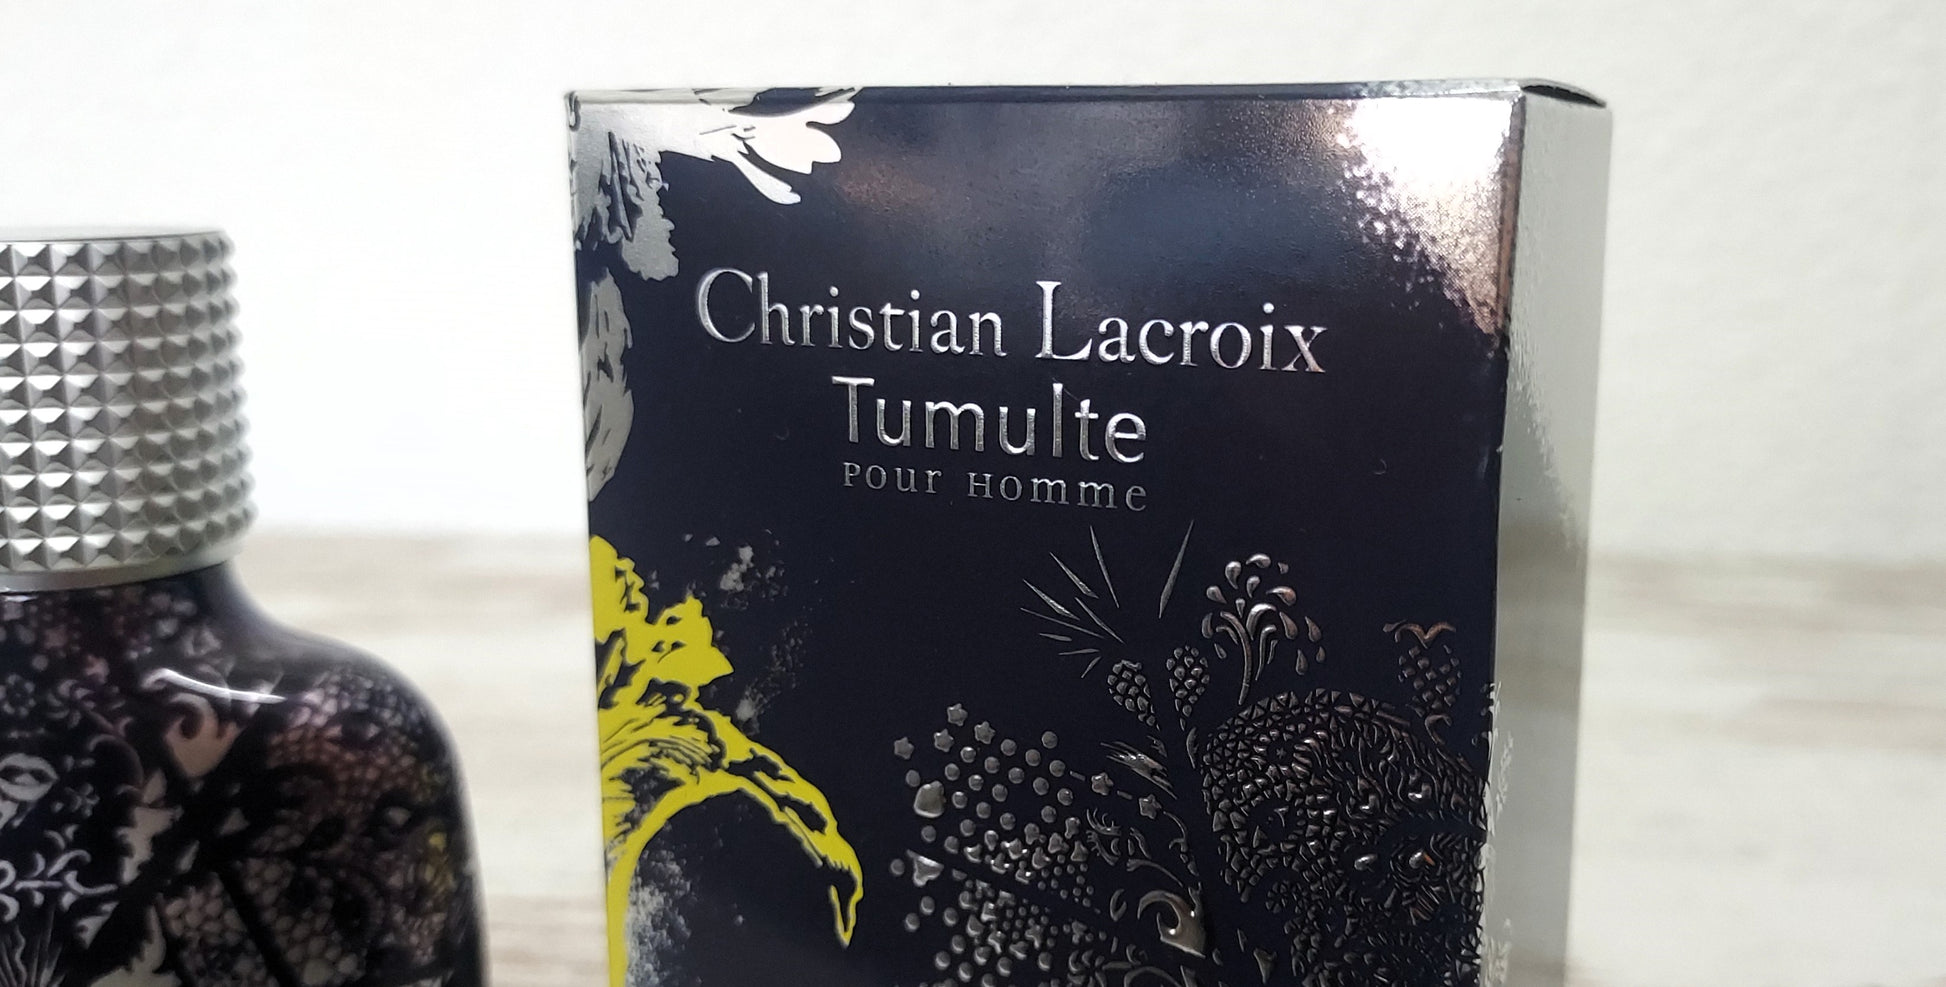 Christian Lacroix
Tumulte
POUR HOMME